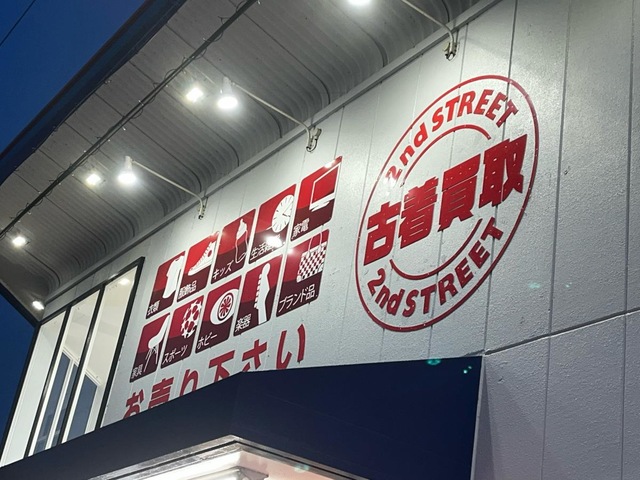 衣類
服飾品
キッズ
生活雑貨
家電
家具
スポーツ
ホビー
楽器
ブランド品
お売り下さい
2nd STREET
古着買取
2nd STREET